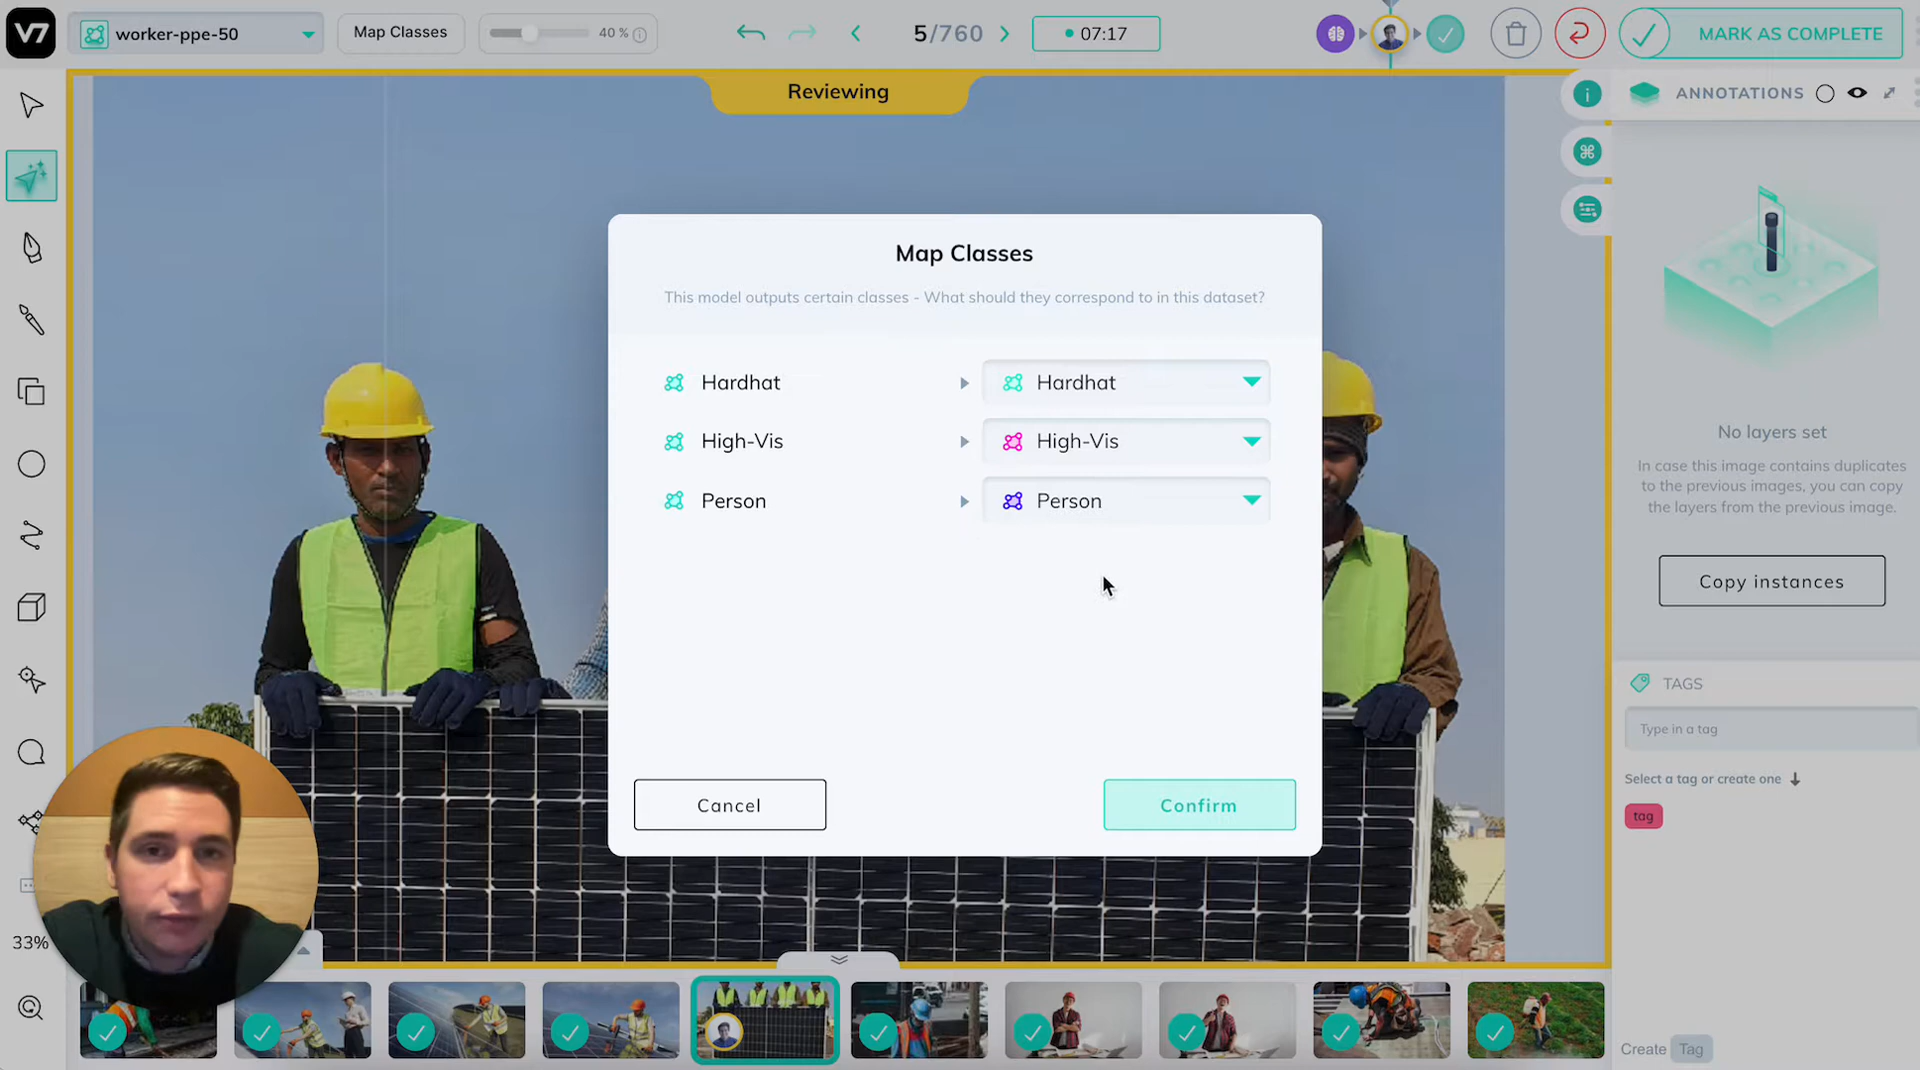 V7
worker-ppe-50
Map Classes
40 %
5/760
07:17
MARK AS COMPLETE
Reviewing
ANNOTATIONS
Map Classes
This model outputs certain classes - What should they correspond to in this dataset?
Hardhat
Hardhat
High-Vis
High-Vis
Person
Person
Cancel
Confirm
No layers set
In case this image contains duplicates
to the previous images, you can copy
the layers from the previous image.
Copy instances
TAGS
Type in a tag
Select a tag or create one
tag
33%
Create Tag